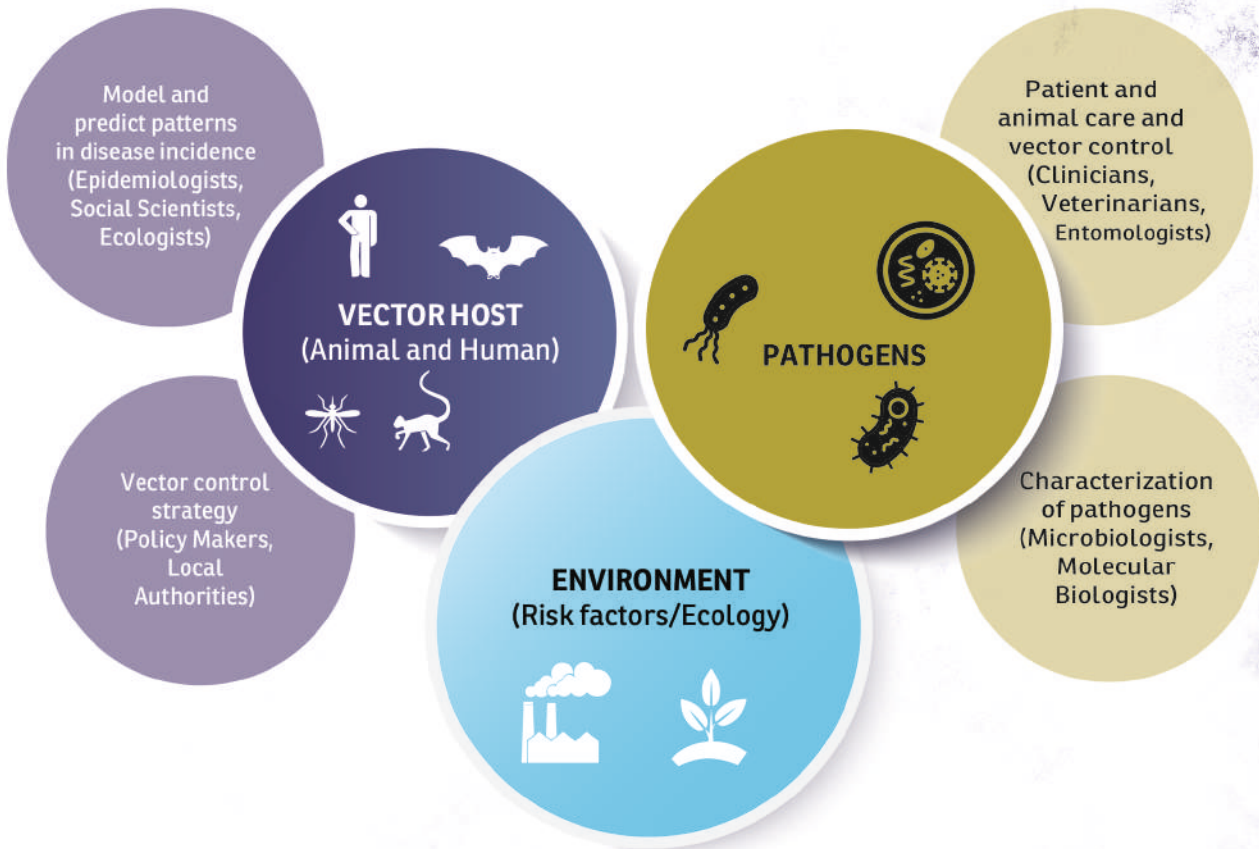 Model and
predict patterns
in disease incidence
(Epidemiologists,
Social Scientists,
Ecologists)
Patient and
animal care and
vector control
(Clinicians,
Veterinarians,
Entomologists)
VECTOR HOST
(Animal and Human)
PATHOGENS
Vector control
strategy
(Policy Makers,
Local
Authorities)
Characterization
of pathogens
(Microbiologists,
Molecular
Biologists)
ENVIRONMENT
(Risk factors/Ecology)